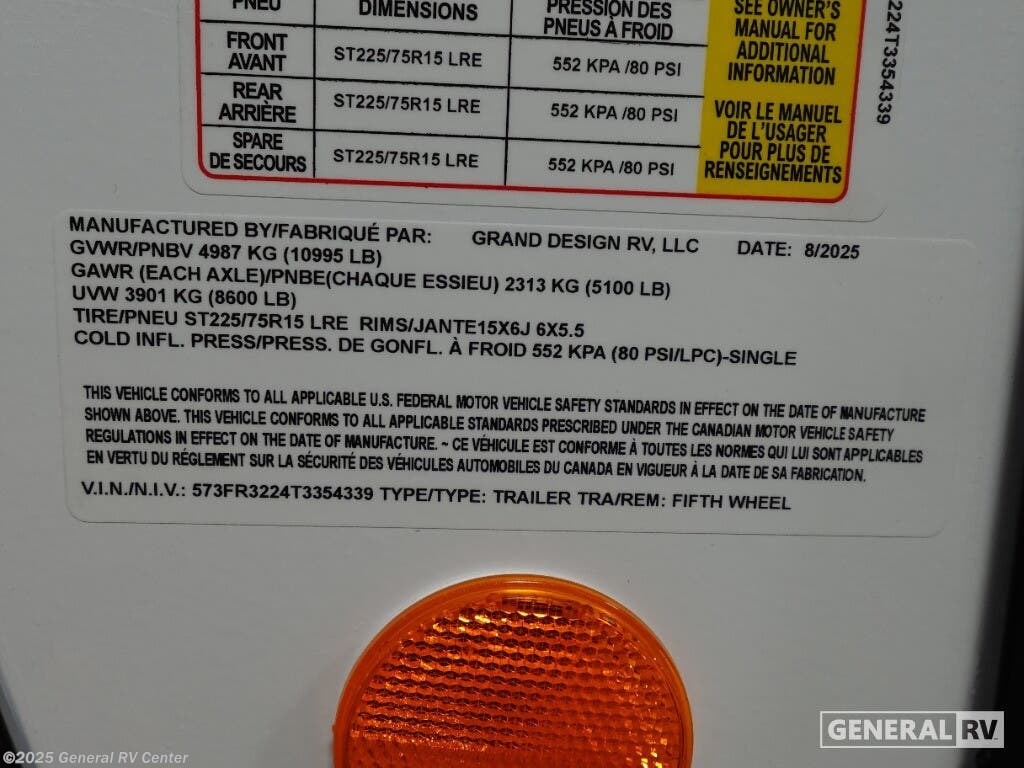 PNEU DIMENSIONS PRESSION DES
PNEUS À FROID
FRONT
AVANT ST225/75R15 LRE 552 KPA /80 PSI
REAR
ARRIÈRE ST225/75R15 LRE 552 KPA /80 PSI
SPARE
DE SECOURS ST225/75R15 LRE 552 KPA /80 PSI
SEE OWNER'S
MANUAL FOR
ADDITIONAL
INFORMATION
VOIR LE MANUEL
DE L'USAGER
POUR PLUS DE
RENSEIGNEMENTS
224T3354339
MANUFACTURED BY/FABRIQUÉ PAR: GRAND DESIGN RV, LLC DATE: 8/2025
GVWR/PNBV 4987 KG (10995 LB)
GAWR (EACH AXLE)/PNBE(CHAQUE ESSIEU) 2313 KG (5100 LB)
UVW 3901 KG (8600 LB)
TIRE/PNEU ST225/75R15 LRE RIMS/JANTE15X6J 6X5.5
COLD INFL. PRESS/PRESS. DE GONFL. À FROID 552 KPA (80 PSI/LPC)-SINGLE
THIS VEHICLE CONFORMS TO ALL APPLICABLE U.S. FEDERAL MOTOR VEHICLE SAFETY STANDARDS IN EFFECT ON THE DATE OF MANUFACTURE
SHOWN ABOVE. THIS VEHICLE CONFORMS TO ALL APPLICABLE STANDARDS PRESCRIBED UNDER THE CANADIAN MOTOR VEHICLE SAFETY
REGULATIONS IN EFFECT ON THE DATE OF MANUFACTURE. ~ CE VÉHICULE EST CONFORME À TOUTES LES NORMES QUI LUI SONT APPLICABLES
EN VERTU DU RÉGLEMENT SUR LA SÉCURITÉ DES VÉHICULES AUTOMOBILES DU CANADA EN VIGUEUR À LA DATE DE SA FABRICATION.
V.I.N./N.I.V.: 573FR3224T3354339 TYPE/TYPE: TRAILER TRA/REM: FIFTH WHEEL
GENERAL RV
©2025 General RV Center